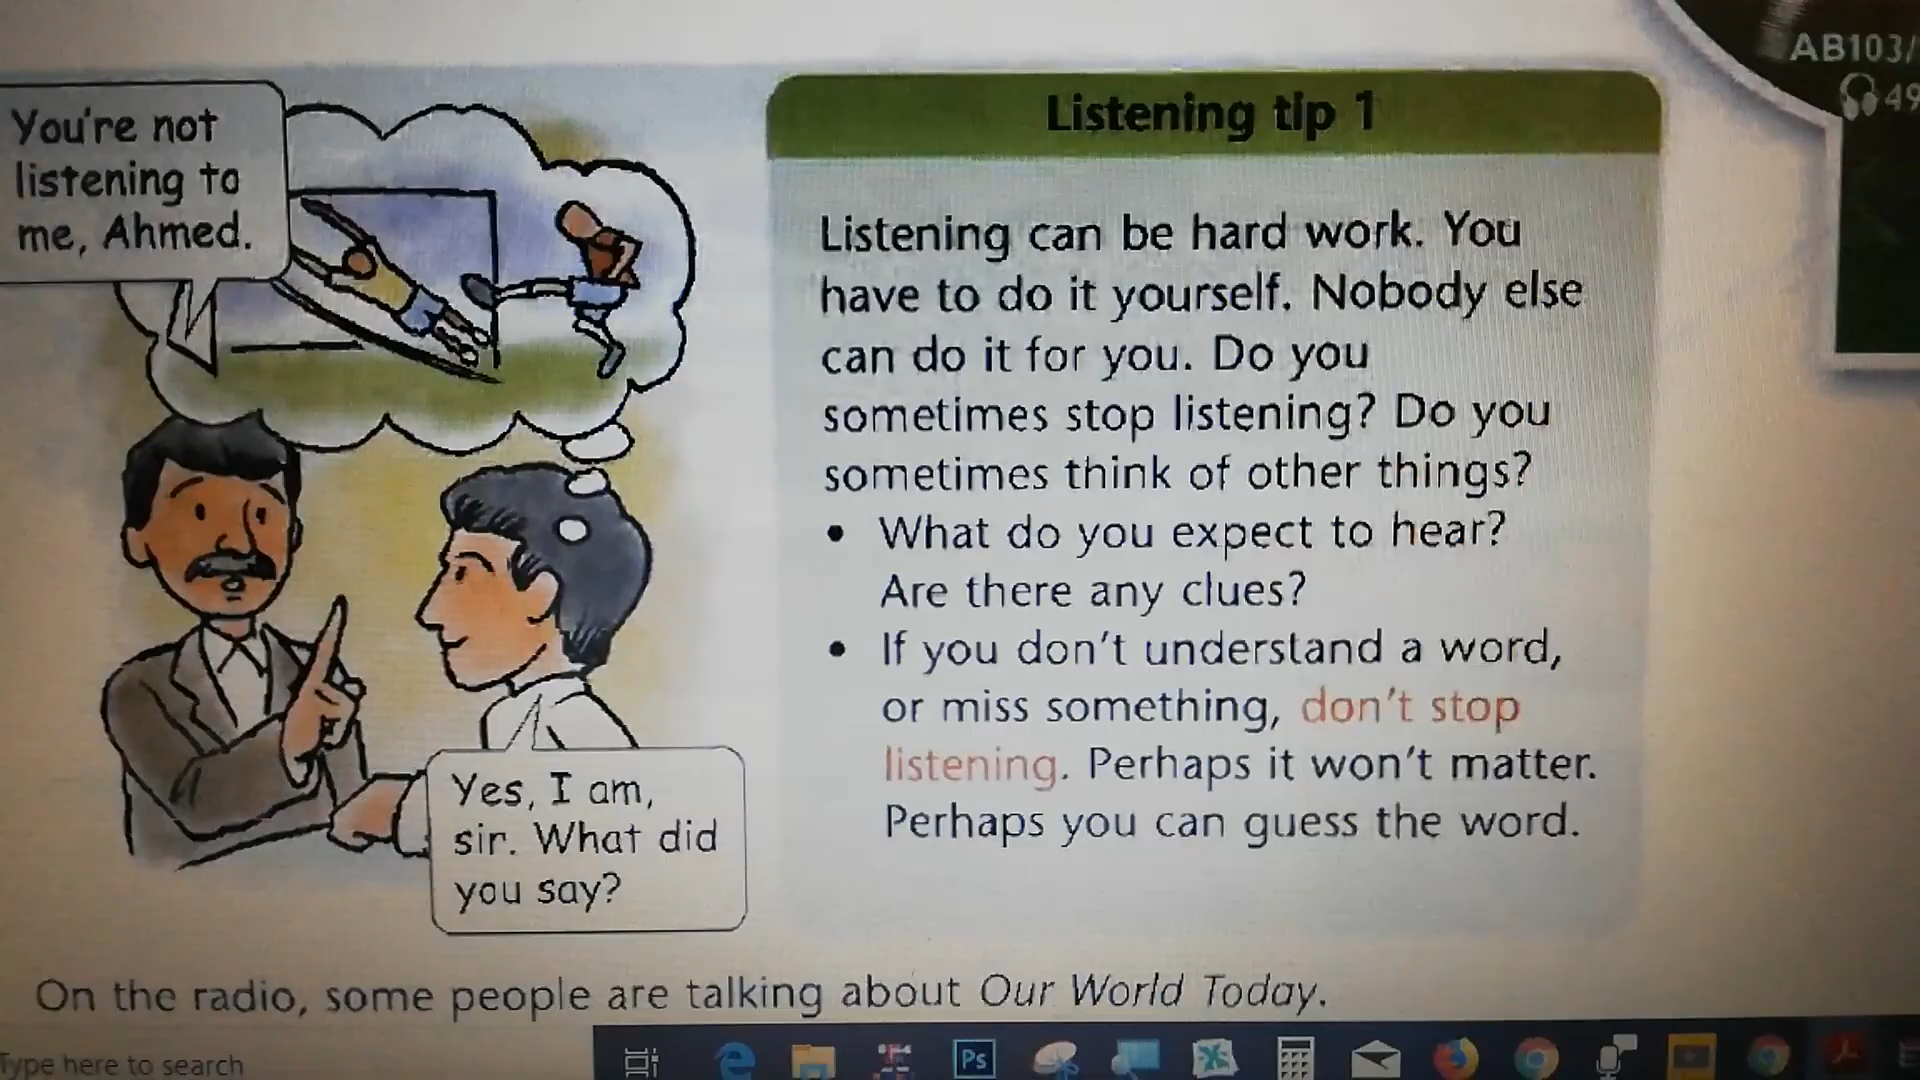 You're not
listening to
me, Ahmed.
Yes, I am,
sir. What did
you say?
Listening tip 1
Listening can be hard work. You
have to do it yourself. Nobody else
can do it for you. Do you
sometimes stop listening? Do you
sometimes think of other things?
• What do you expect to hear?
Are there any clues?
• If you don't understand a word,
or miss something, don't stop
listening. Perhaps it won't matter.
Perhaps you can guess the word.
AB103/
49
On the radio, some people are talking about Our World Today.
Type here to search
Ps